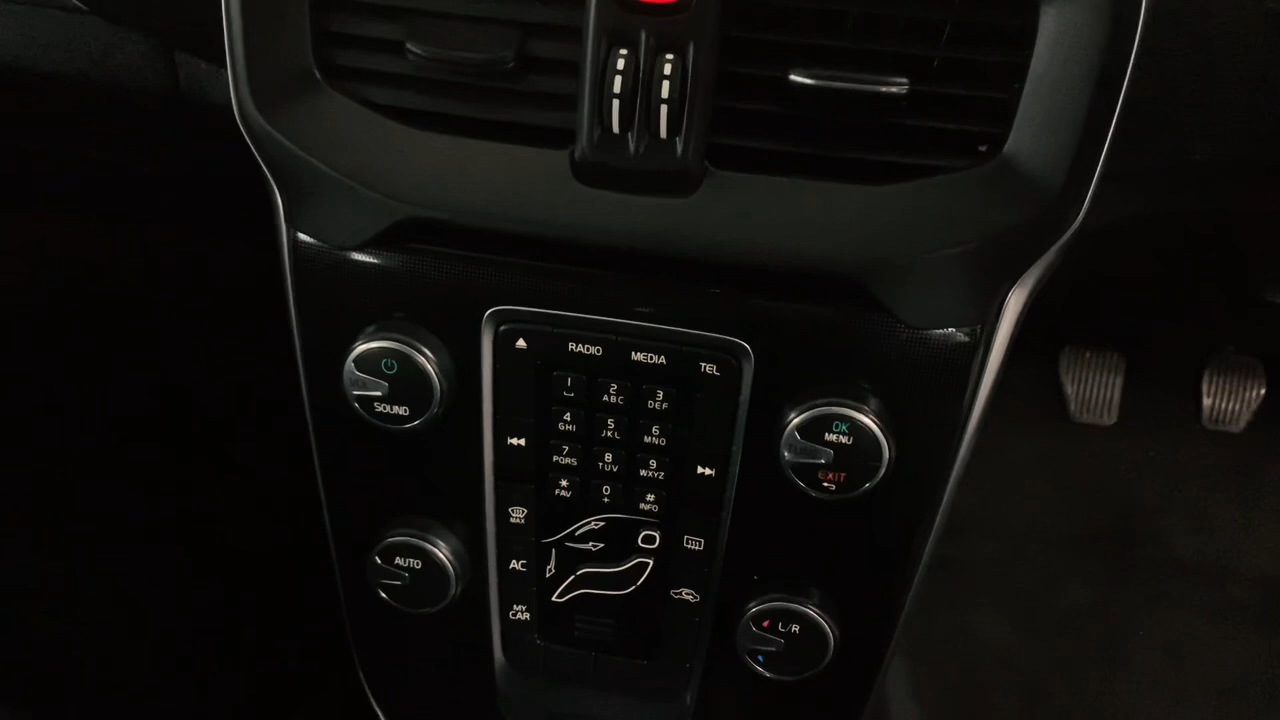 RADIO
MEDIA
TEL
SOUND
1
2
ABC
3
DEF
4
GHI
5
JKL
6
MNO
7
PQRS
8
TUV
9
WXYZ
*
FAV
0
+
#
INFO
OK
MENU
EXIT
MAX
AC
MY
CAR
AUTO
L/R